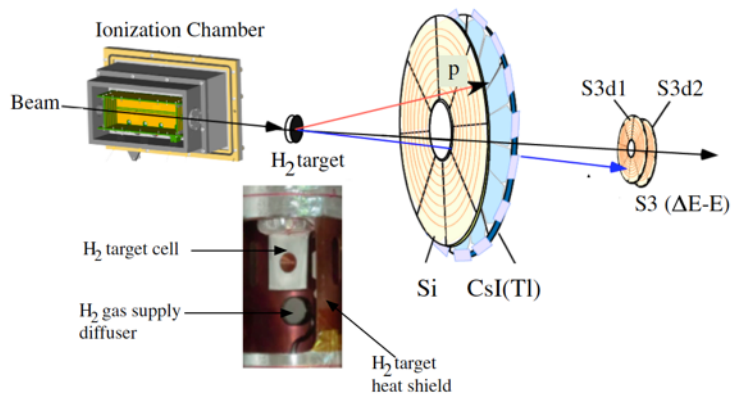 Ionization Chamber
Beam
H₂ target
p
S3d1
S3d2
S3 (ΔE-E)
Si
CsI(Tl)
H₂ target cell
H₂ gas supply
diffuser
H₂ target
heat shield